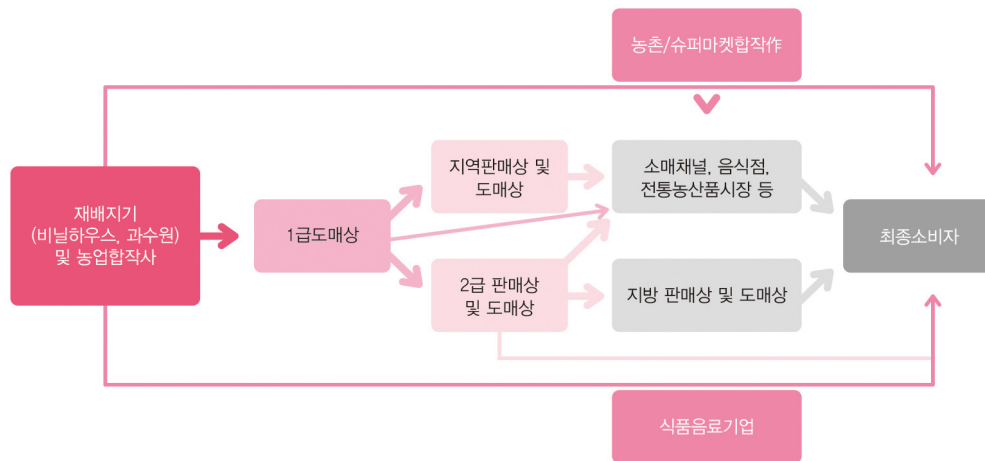 농촌/슈퍼마켓합작作
재배지기
(비닐하우스, 과수원)
및 농업합작사
1급도매상
지역판매상 및
도매상
2급 판매상
및 도매상
소매채널, 음식점,
전통농산품시장 등
지방 판매상 및 도매상
최종소비자
식품음료기업